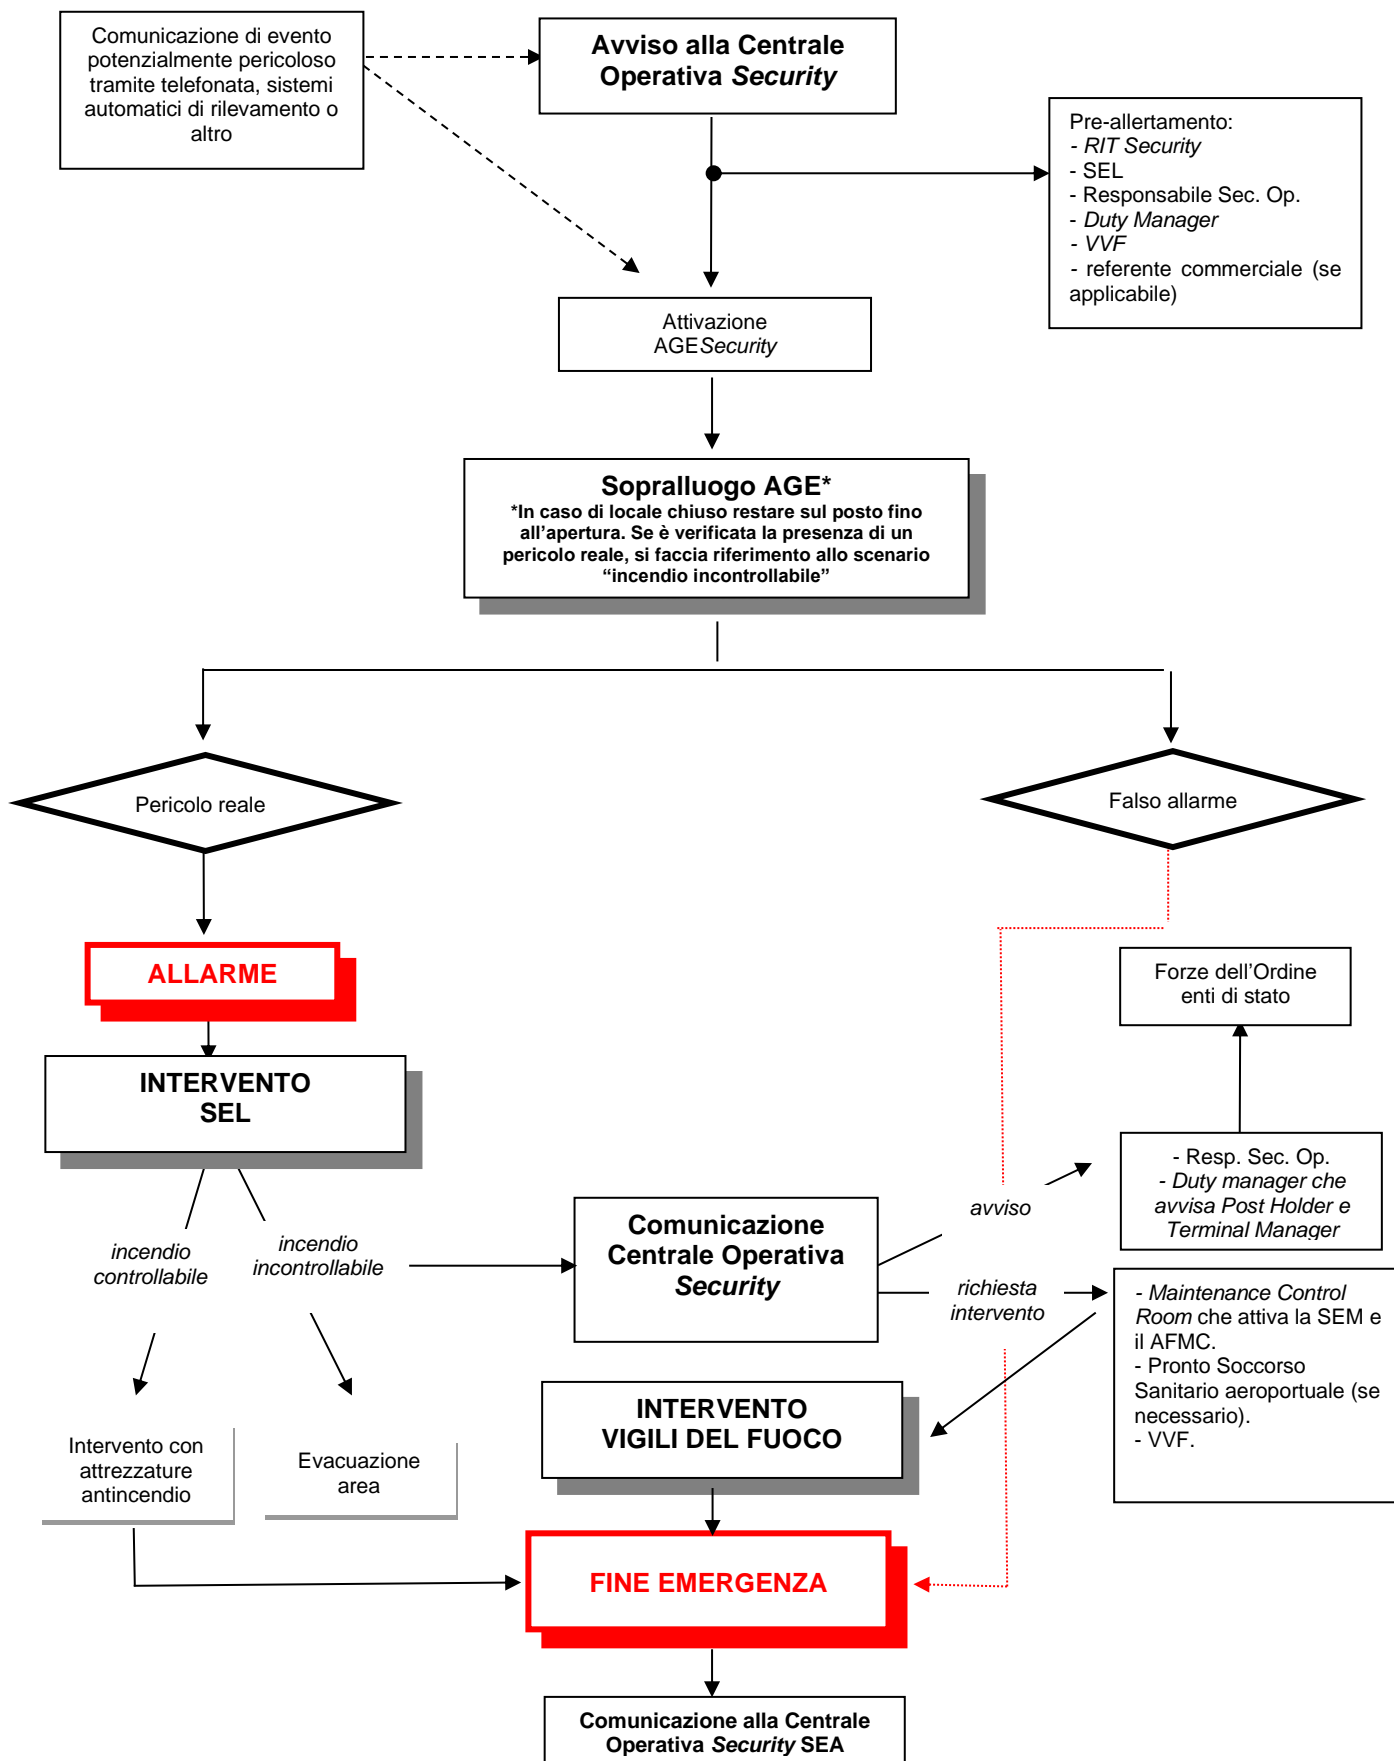 Comunicazione di evento
potenzialmente pericoloso
tramite telefonata, sistemi
automatici di rilevamento o
altro
Avviso alla Centrale
Operativa Security
Pre-allertamento:
- RIT Security
- SEL
- Responsabile Sec. Op.
- Duty Manager
- VVF
- referente commerciale (se
applicabile)
Attivazione
AGESecurity
Sopralluogo AGE*
*In caso di locale chiuso restare sul posto fino
all’apertura. Se è verificata la presenza di un
pericolo reale, si faccia riferimento allo scenario
“incendio incontrollabile”
Pericolo reale
Falso allarme
ALLARME
Forze dell’Ordine
enti di stato
INTERVENTO
SEL
- Resp. Sec. Op.
- Duty manager che
avvisa Post Holder e
Terminal Manager
avviso
Comunicazione
Centrale Operativa
Security
incendio
controllabile
incendio
incontrollabile
richiesta
intervento
- Maintenance Control
Room che attiva la SEM e
il AFMC.
- Pronto Soccorso
Sanitario aeroportuale (se
necessario).
- VVF.
INTERVENTO
VIGILI DEL FUOCO
Intervento con
attrezzature
antincendio
Evacuazione
area
FINE EMERGENZA
Comunicazione alla Centrale
Operativa Security SEA